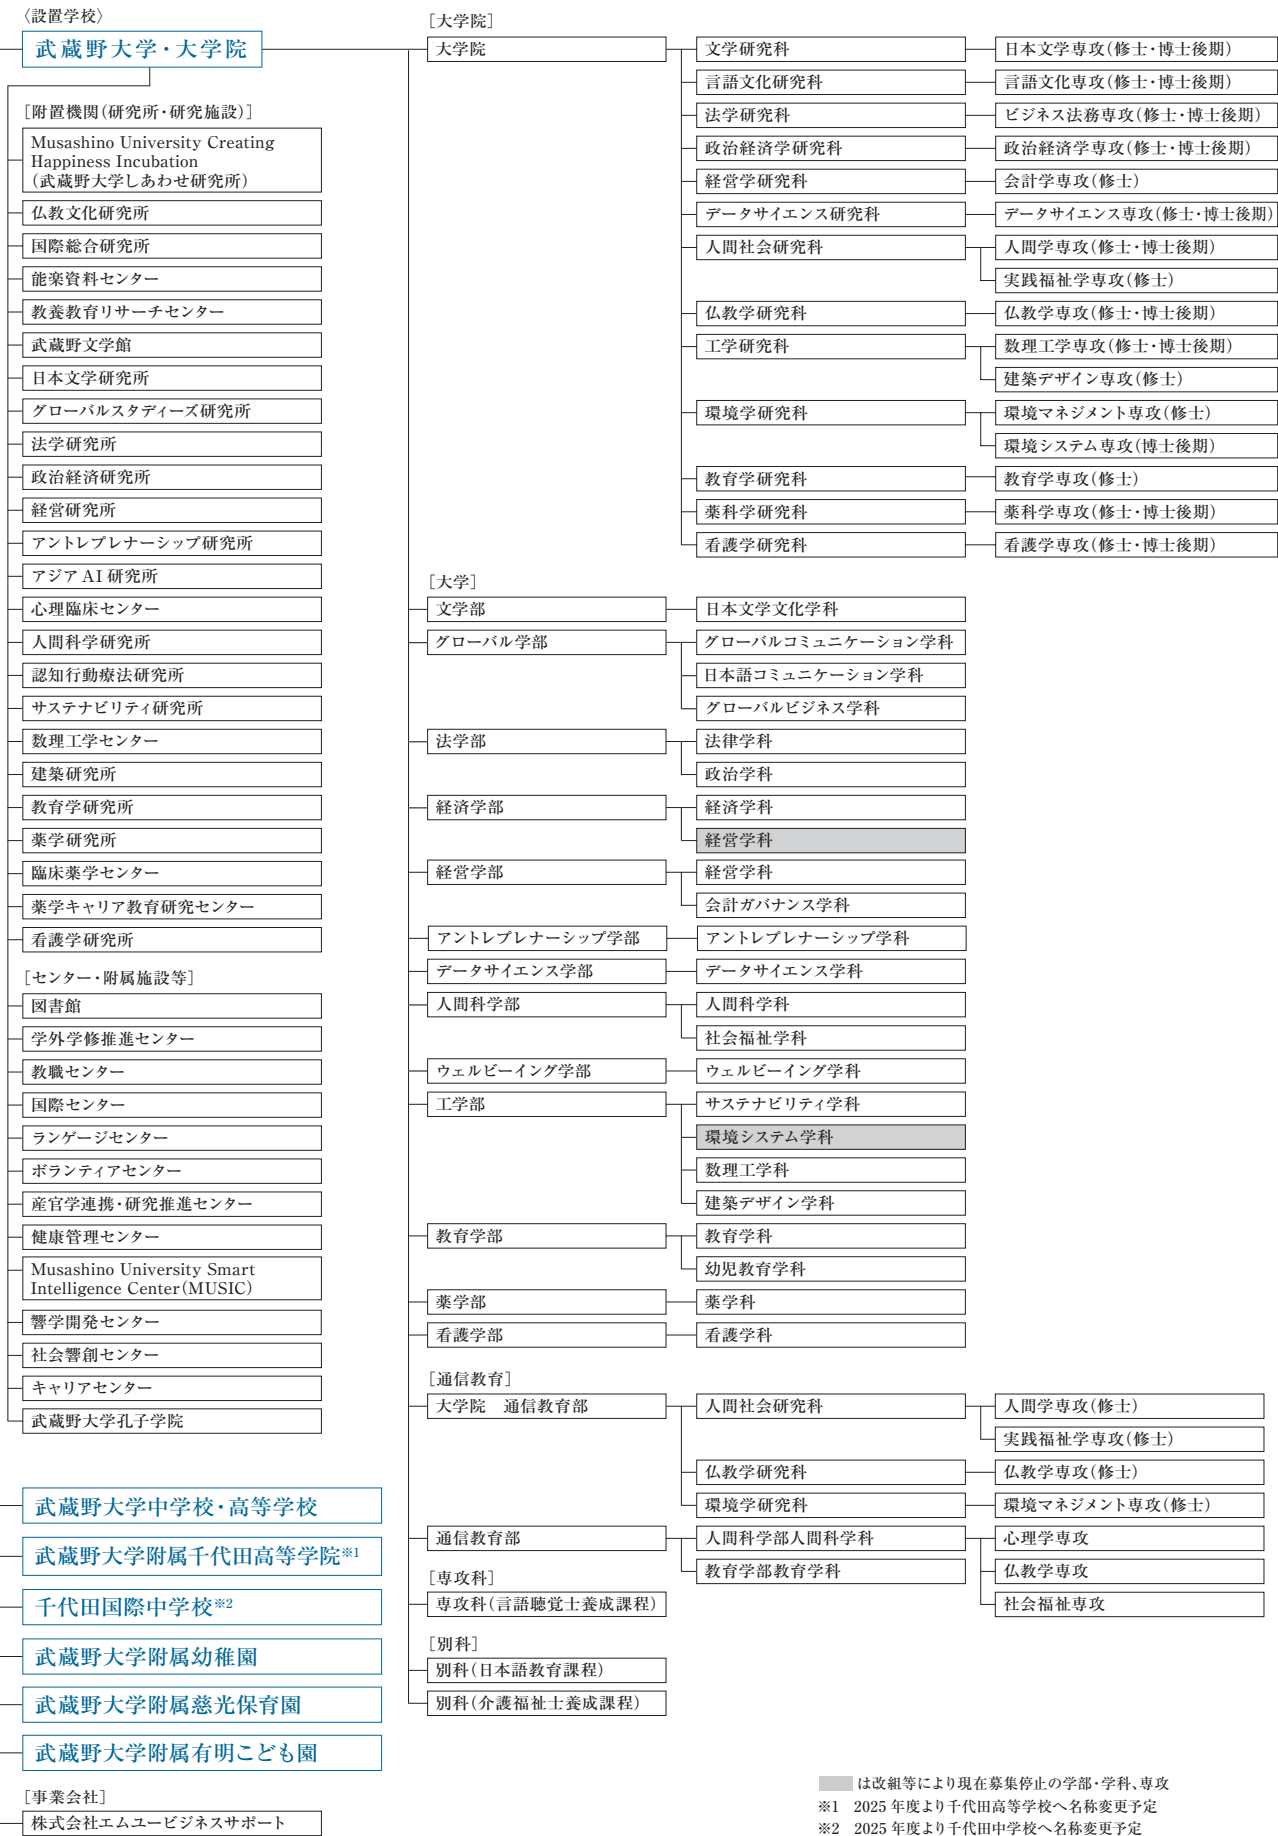 〈設置学校〉
武蔵野大学・大学院
[附置機関(研究所・研究施設)]
Musashino University Creating
Happiness Incubation
(武蔵野大学しあわせ研究所)
仏教文化研究所
国際総合研究所
能楽資料センター
教養教育リサーチセンター
武蔵野文学館
日本文学研究所
グローバルスタディーズ研究所
法学研究所
政治経済研究所
経営研究所
アントレプレナーシップ研究所
アジア AI 研究所
心理臨床センター
人間科学研究所
認知行動療法研究所
サステナビリティ研究所
数理工学センター
建築研究所
教育学研究所
薬学研究所
臨床薬学センター
薬学キャリア教育研究センター
看護学研究所
[センター・附属施設等]
図書館
学外学修推進センター
教職センター
国際センター
ランゲージセンター
ボランティアセンター
産官学連携・研究推進センター
健康管理センター
Musashino University Smart
Intelligence Center(MUSIC)
響学開発センター
社会響創センター
キャリアセンター
武蔵野大学孔子学院
武蔵野大学中学校・高等学校
武蔵野大学附属千代田高等学院※1
千代田国際中学校※2
武蔵野大学附属幼稚園
武蔵野大学附属慈光保育園
武蔵野大学附属有明こども園
[事業会社]
株式会社エムユービジネスサポート
[大学院]
大学院
文学研究科
日本文学専攻(修士・博士後期)
言語文化研究科
言語文化専攻(修士・博士後期)
法学研究科
ビジネス法務専攻(修士・博士後期)
政治経済学研究科
政治経済学専攻(修士・博士後期)
経営学研究科
会計学専攻(修士)
データサイエンス研究科
データサイエンス専攻(修士・博士後期)
人間社会研究科
人間学専攻(修士・博士後期)
実践福祉学専攻(修士)
仏教学研究科
仏教学専攻(修士・博士後期)
工学研究科
数理工学専攻(修士・博士後期)
建築デザイン専攻(修士)
環境学研究科
環境マネジメント専攻(修士)
環境システム専攻(博士後期)
教育学研究科
教育学専攻(修士)
薬科学研究科
薬科学専攻(修士・博士後期)
看護学研究科
看護学専攻(修士・博士後期)
[大学]
文学部
日本文学文化学科
グローバル学部
グローバルコミュニケーション学科
日本語コミュニケーション学科
グローバルビジネス学科
法学部
法律学科
政治学科
経済学部
経済学科
経営学科
経営学部
経営学科
会計ガバナンス学科
アントレプレナーシップ学部
アントレプレナーシップ学科
データサイエンス学部
データサイエンス学科
人間科学部
人間科学科
社会福祉学科
ウェルビーイング学部
ウェルビーイング学科
工学部
サステナビリティ学科
環境システム学科
数理工学科
建築デザイン学科
教育学部
教育学科
幼児教育学科
薬学部
薬学科
看護学部
看護学科
[通信教育]
大学院　通信教育部
人間社会研究科
人間学専攻(修士)
実践福祉学専攻(修士)
仏教学研究科
仏教学専攻(修士)
環境学研究科
環境マネジメント専攻(修士)
通信教育部
人間科学部人間科学科
心理学専攻
仏教学専攻
社会福祉専攻
教育学部教育学科
[専攻科]
専攻科(言語聴覚士養成課程)
[別科]
別科(日本語教育課程)
別科(介護福祉士養成課程)
は改組等により現在募集停止の学部・学科、専攻
※1　2025 年度より千代田高等学校へ名称変更予定
※2　2025 年度より千代田中学校へ名称変更予定